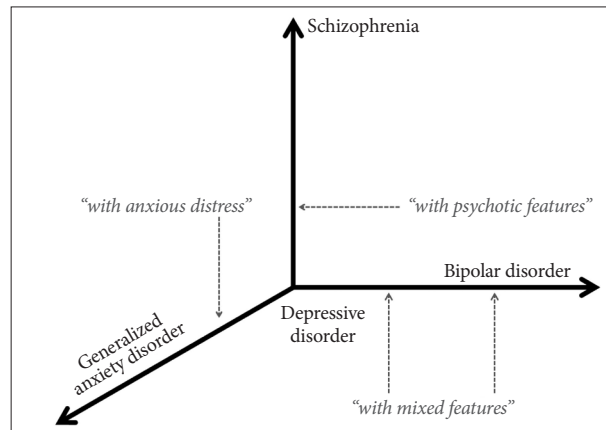 Schizophrenia
“with anxious distress”
“with psychotic features”
Bipolar disorder
Depressive
disorder
Generalized
anxiety disorder
“with mixed features”